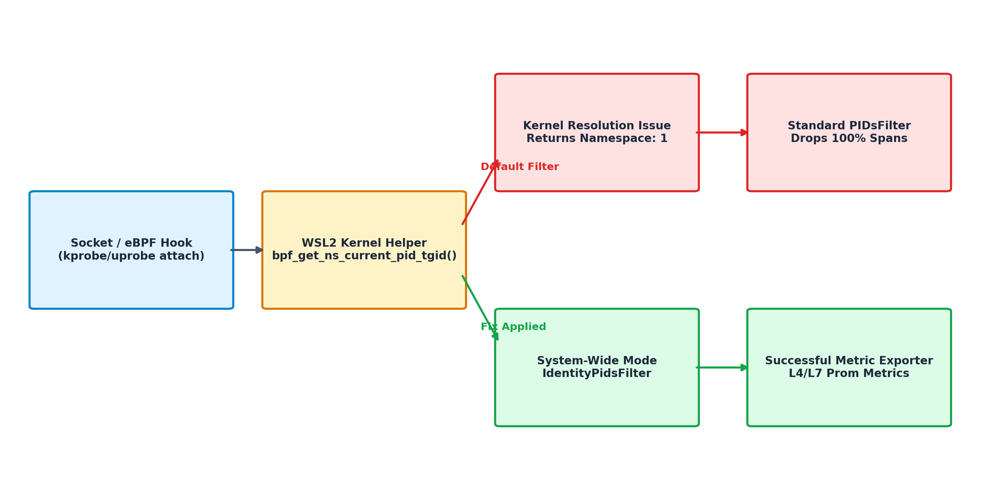 Socket / eBPF Hook
(kprobe/uprobe attach)
WSL2 Kernel Helper
bpf_get_ns_current_pid_tgid()
Default Filter
Kernel Resolution Issue
Returns Namespace: 1
Standard PIDsFilter
Drops 100% Spans
Fix Applied
System-Wide Mode
IdentityPidsFilter
Successful Metric Exporter
L4/L7 Prom Metrics